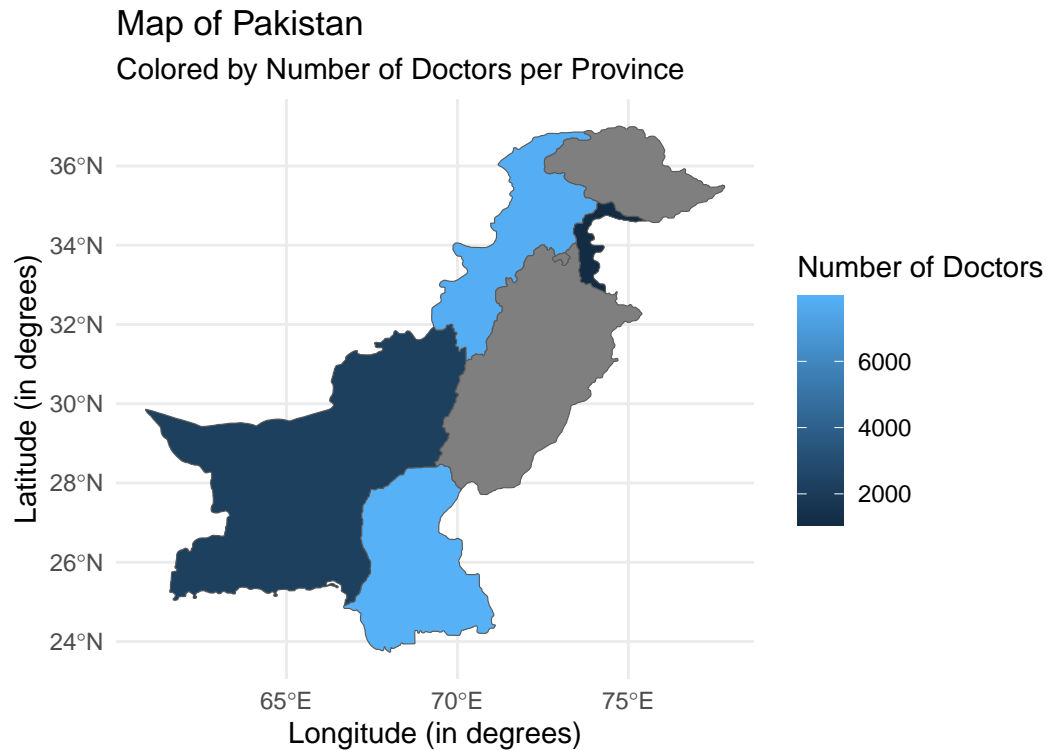 Map of Pakistan
Colored by Number of Doctors per Province
36°N
34°N
32°N
30°N
28°N
26°N
24°N
Latitude (in degrees)
65°E
70°E
75°E
Longitude (in degrees)
Number of Doctors
6000
4000
2000